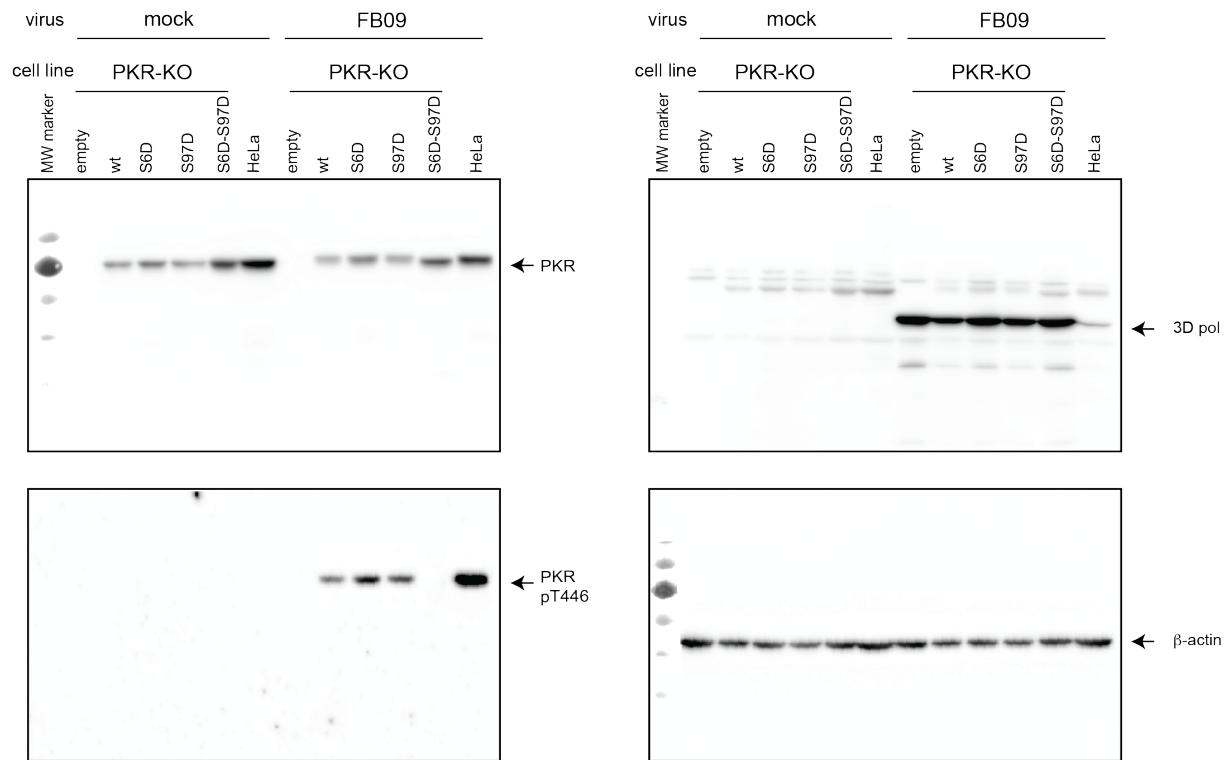 virus mock FB09
cell line PKR-KO PKR-KO
MW marker empty wt S6D S97D S6D-S97D HeLa empty wt S6D S97D S6D-S97D HeLa
PKR
PKR
pT446
virus mock FB09
cell line PKR-KO PKR-KO
MW marker empty wt S6D S97D S6D-S97D HeLa empty wt S6D S97D S6D-S97D HeLa
3D pol
β-actin